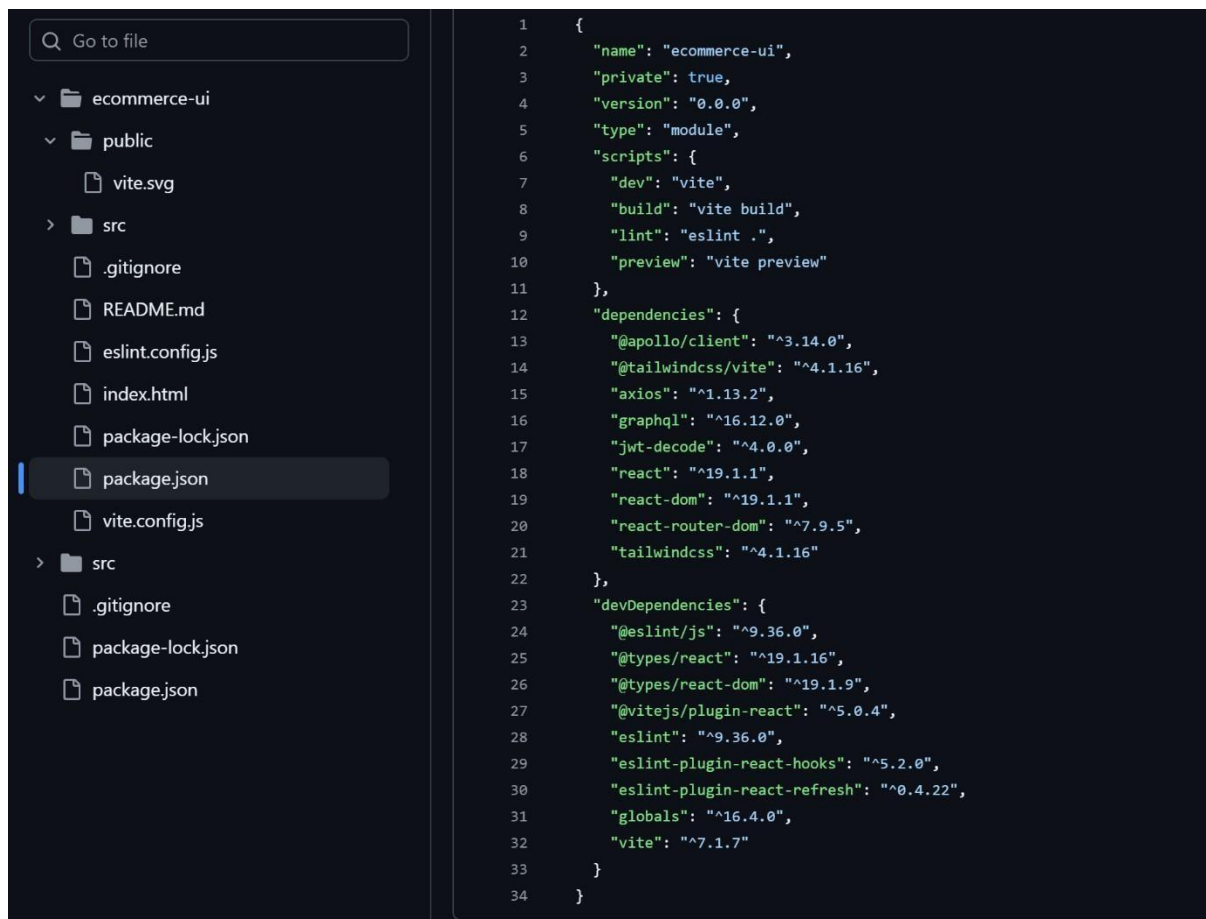 Go to file
ecommerce-ui
public
vite.svg
src
.gitignore
README.md
eslint.config.js
index.html
package-lock.json
package.json
vite.config.js
src
.gitignore
package-lock.json
package.json
1 {
2 "name": "ecommerce-ui",
3 "private": true,
4 "version": "0.0.0",
5 "type": "module",
6 "scripts": {
7 "dev": "vite",
8 "build": "vite build",
9 "lint": "eslint .",
10 "preview": "vite preview"
11 },
12 "dependencies": {
13 "@apollo/client": "^3.14.0",
14 "@tailwindcss/vite": "^4.1.16",
15 "axios": "^1.13.2",
16 "graphql": "^16.12.0",
17 "jwt-decode": "^4.0.0",
18 "react": "^19.1.1",
19 "react-dom": "^19.1.1",
20 "react-router-dom": "^7.9.5",
21 "tailwindcss": "^4.1.16"
22 },
23 "devDependencies": {
24 "@eslint/js": "^9.36.0",
25 "@types/react": "^19.1.16",
26 "@types/react-dom": "^19.1.9",
27 "@vitejs/plugin-react": "^5.0.4",
28 "eslint": "^9.36.0",
29 "eslint-plugin-react-hooks": "^5.2.0",
30 "eslint-plugin-react-refresh": "^0.4.22",
31 "globals": "^16.4.0",
32 "vite": "^7.1.7"
33 }
34 }